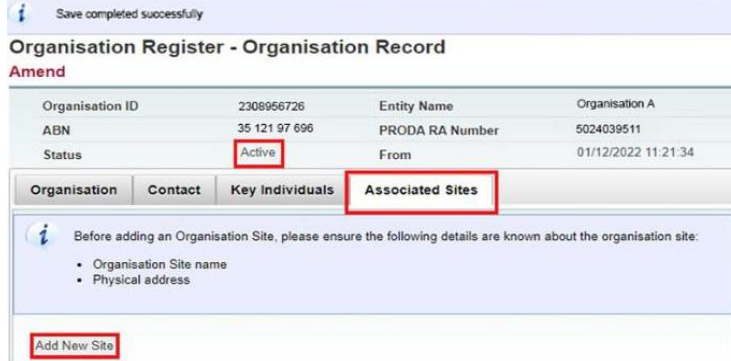 Save completed successfully
Organisation Register - Organisation Record
Amend
Organisation ID 2308956726 Entity Name Organisation A
ABN 35 121 97 696 PRODA RA Number 5024039511
Status Active From 01/12/2022 11:21:34
Organisation Contact Key Individuals Associated Sites
Before adding an Organisation Site, please ensure the following details are known about the organisation site:
• Organisation Site name
• Physical address
Add New Site